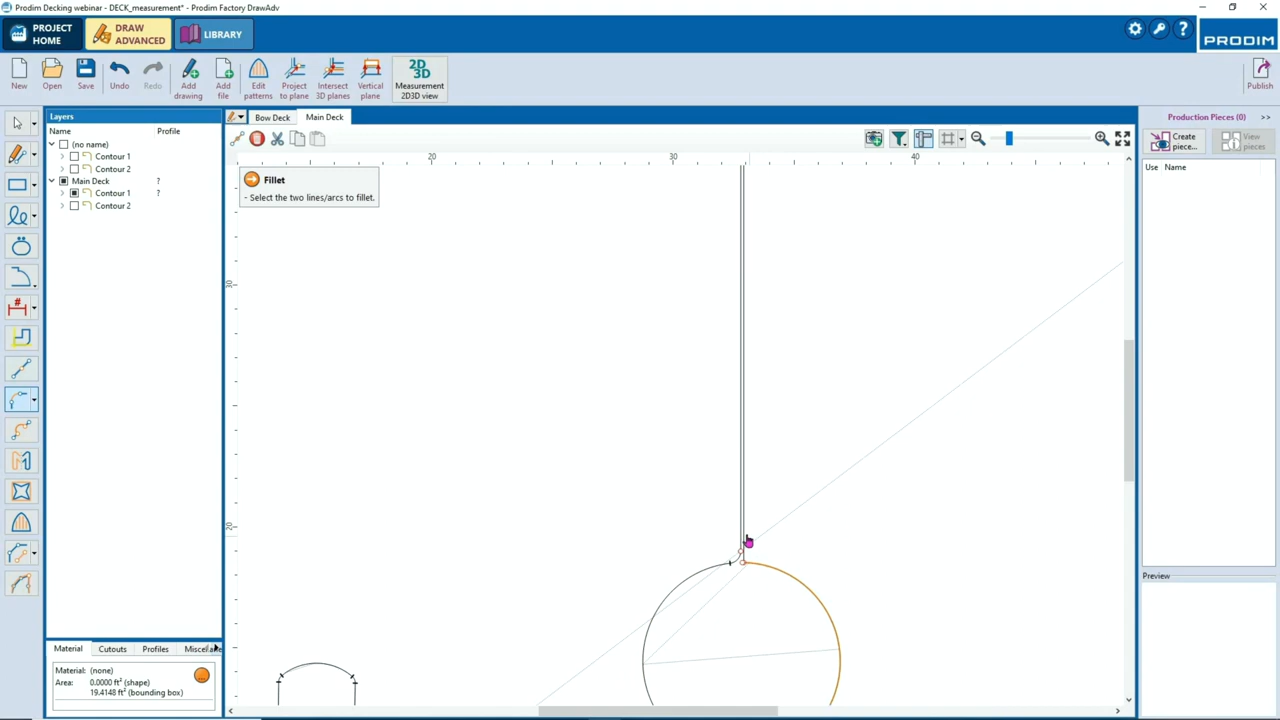 Prodim Decking webinar - DECK_measurement* - Prodim Factory DrawAdv
PROJECT HOME
DRAW ADVANCED
LIBRARY
PRODIM
New
Open
Save
Undo
Redo
Add drawing
Add file
Edit patterns
Project to plane
Intersect 3D planes
Vertical plane
2D 3D
Measurement 2D3D view
Publish
Layers
Name Profile
(no name)
Contour 1
Contour 2
Main Deck ?
Contour 1 ?
Contour 2
Bow Deck
Main Deck
20 30 40
Fillet
- Select the two lines/arcs to fillet.
30
20
Production Pieces (0) >>
Create piece...
View pieces
Use Name
Preview
Material
Cutouts
Profiles
Material: (none)
Area: 0.0000 ft² (shape)
19.4148 ft² (bounding box)